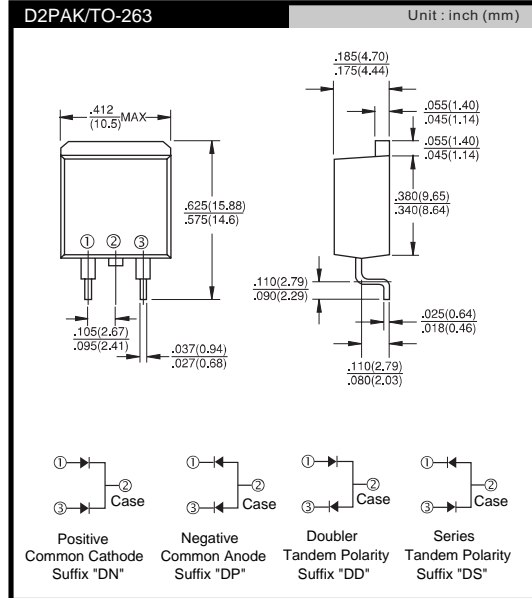 D2PAK/TO-263
Unit : inch (mm)
.185(4.70)
.175(4.44)
.412
(10.5)
MAX
.055(1.40)
.045(1.14)
.055(1.40)
.045(1.14)
.625(15.88)
.575(14.6)
.380(9.65)
.340(8.64)
① ② ③
.110(2.79)
.090(2.29)
.105(2.67)
.095(2.41)
.037(0.94)
.027(0.68)
.025(0.64)
.018(0.46)
.110(2.79)
.080(2.03)
①
②
③
Case
Positive
Common Cathode
Suffix "DN"
①
②
③
Case
Negative
Common Anode
Suffix "DP"
①
②
③
Case
Doubler
Tandem Polarity
Suffix "DD"
①
②
③
Case
Series
Tandem Polarity
Suffix "DS"